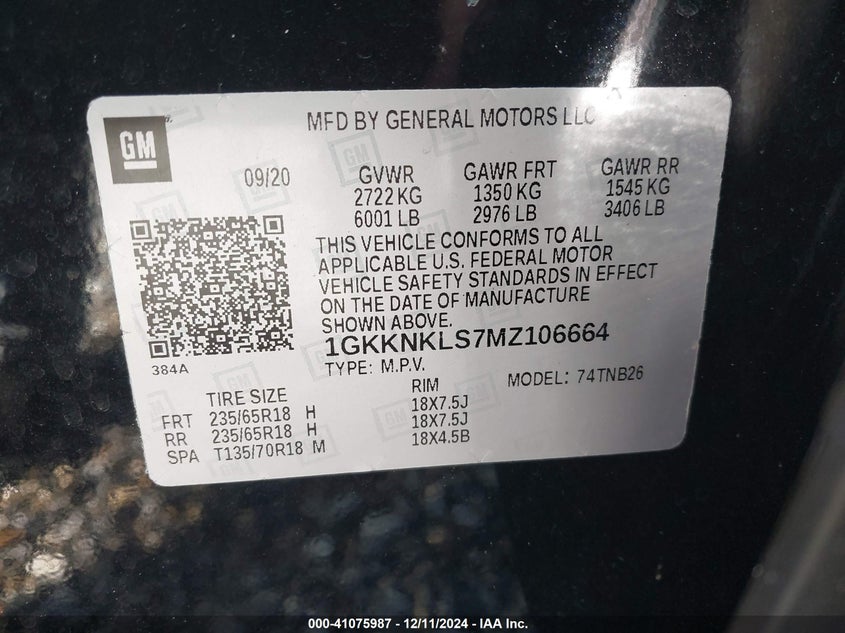 GM
MFD BY GENERAL MOTORS LLC
09/20
GVWR GAWR FRT GAWR RR
2722 KG 1350 KG 1545 KG
6001 LB 2976 LB 3406 LB
THIS VEHICLE CONFORMS TO ALL
APPLICABLE U.S. FEDERAL MOTOR
VEHICLE SAFETY STANDARDS IN EFFECT
ON THE DATE OF MANUFACTURE
SHOWN ABOVE.
1GKKNKLS7MZ106664
384A
TYPE: M.P.V.
MODEL: 74TNB26
TIRE SIZE RIM
FRT 235/65R18 H 18X7.5J
RR 235/65R18 H 18X7.5J
SPA T135/70R18 M 18X4.5B
000-41075987 - 12/11/2024 - IAA Inc.